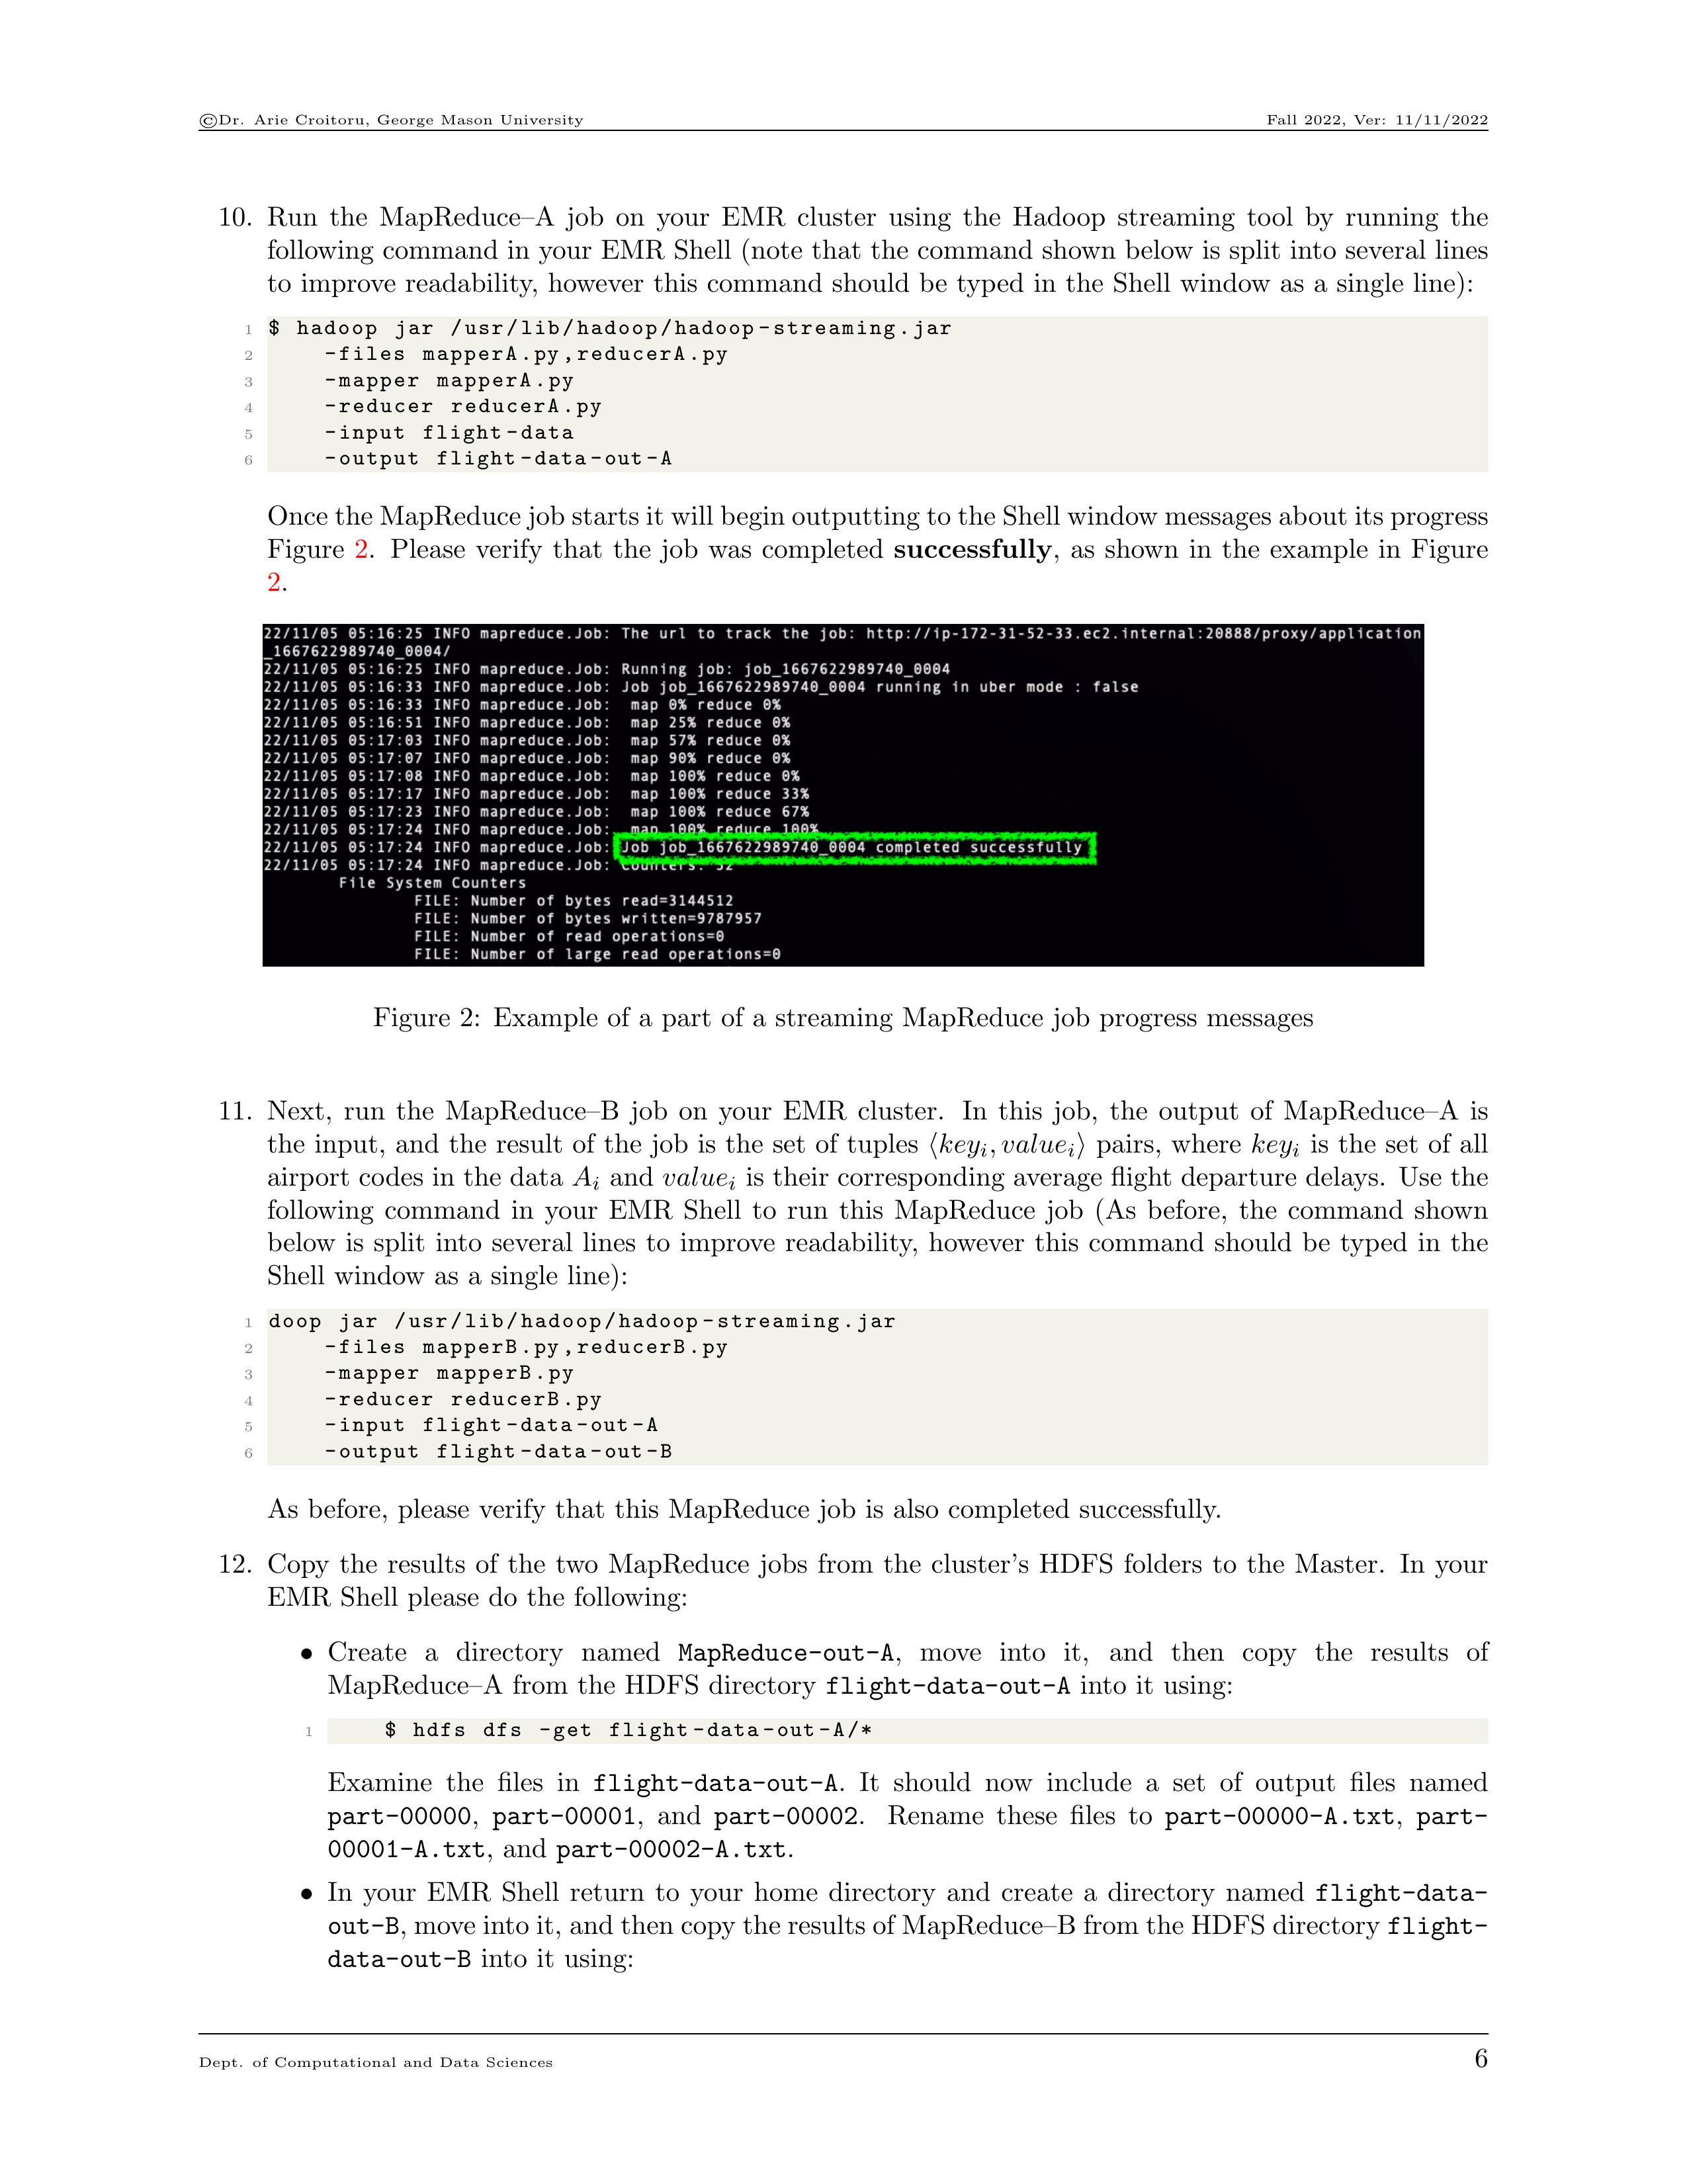 ©Dr. Arie Croitoru, George Mason University Fall 2022, Ver: 11/11/2022
10. Run the MapReduce–A job on your EMR cluster using the Hadoop streaming tool by running the
following command in your EMR Shell (note that the command shown below is split into several lines
to improve readability, however this command should be typed in the Shell window as a single line):
1 $ hadoop jar /usr/lib/hadoop/hadoop-streaming.jar
2 -files mapperA.py,reducerA.py
3 -mapper mapperA.py
4 -reducer reducerA.py
5 -input flight-data
6 -output flight-data-out-A
Once the MapReduce job starts it will begin outputting to the Shell window messages about its progress
Figure 2. Please verify that the job was completed successfully, as shown in the example in Figure
2.
22/11/05 05:16:25 INFO mapreduce.Job: The url to track the job: http://ip-172-31-52-33.ec2.internal:20888/proxy/application
_1667622989740_0004/
22/11/05 05:16:25 INFO mapreduce.Job: Running job: job_1667622989740_0004
22/11/05 05:16:33 INFO mapreduce.Job: Job job_1667622989740_0004 running in uber mode : false
22/11/05 05:16:33 INFO mapreduce.Job: map 0% reduce 0%
22/11/05 05:16:51 INFO mapreduce.Job: map 25% reduce 0%
22/11/05 05:17:03 INFO mapreduce.Job: map 57% reduce 0%
22/11/05 05:17:07 INFO mapreduce.Job: map 90% reduce 0%
22/11/05 05:17:08 INFO mapreduce.Job: map 100% reduce 0%
22/11/05 05:17:17 INFO mapreduce.Job: map 100% reduce 33%
22/11/05 05:17:23 INFO mapreduce.Job: map 100% reduce 67%
22/11/05 05:17:24 INFO mapreduce.Job: map 100% reduce 100%
22/11/05 05:17:24 INFO mapreduce.Job: Job job_1667622989740_0004 completed successfully
22/11/05 05:17:24 INFO mapreduce.Job: Counters: 52
File System Counters
FILE: Number of bytes read=3144512
FILE: Number of bytes written=9787957
FILE: Number of read operations=0
FILE: Number of large read operations=0
Figure 2: Example of a part of a streaming MapReduce job progress messages
11. Next, run the MapReduce–B job on your EMR cluster. In this job, the output of MapReduce–A is
the input, and the result of the job is the set of tuples ⟨keyᵢ, valueᵢ⟩ pairs, where keyᵢ is the set of all
airport codes in the data Aᵢ and valueᵢ is their corresponding average flight departure delays. Use the
following command in your EMR Shell to run this MapReduce job (As before, the command shown
below is split into several lines to improve readability, however this command should be typed in the
Shell window as a single line):
1 doop jar /usr/lib/hadoop/hadoop-streaming.jar
2 -files mapperB.py,reducerB.py
3 -mapper mapperB.py
4 -reducer reducerB.py
5 -input flight-data-out-A
6 -output flight-data-out-B
As before, please verify that this MapReduce job is also completed successfully.
12. Copy the results of the two MapReduce jobs from the cluster's HDFS folders to the Master. In your
EMR Shell please do the following:
• Create a directory named MapReduce-out-A, move into it, and then copy the results of
MapReduce–A from the HDFS directory flight-data-out-A into it using:
1 $ hdfs dfs -get flight-data-out-A/*
Examine the files in flight-data-out-A. It should now include a set of output files named
part-00000, part-00001, and part-00002. Rename these files to part-00000-A.txt, part-
00001-A.txt, and part-00002-A.txt.
• In your EMR Shell return to your home directory and create a directory named flight-data-
out-B, move into it, and then copy the results of MapReduce–B from the HDFS directory flight-
data-out-B into it using:
Dept. of Computational and Data Sciences 6